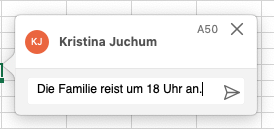 A50
KJ Kristina Juchum
Die Familie reist um 18 Uhr an.